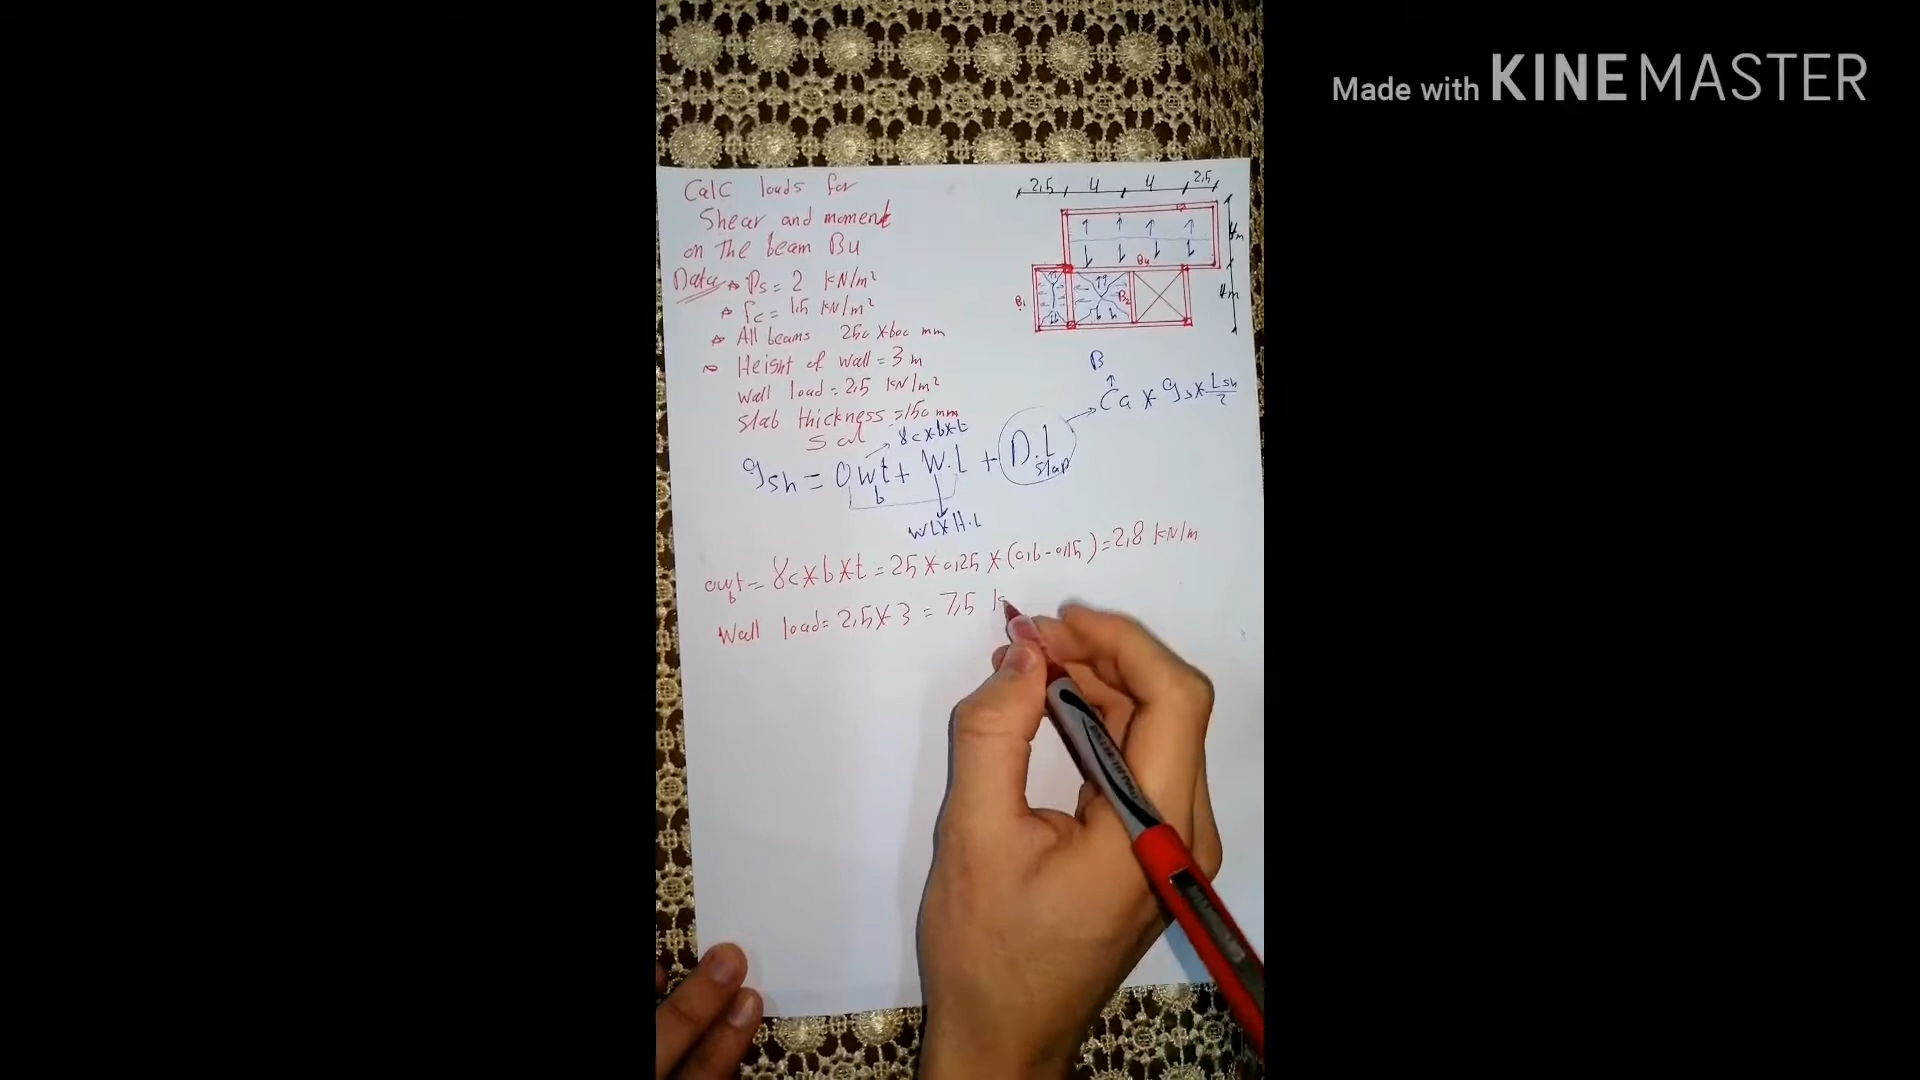 Made with KINEMASTER
Calc loads for
Shear and moment
on The beam Bu
Data Ps = 2 kN/m²
Fc = 1,5 kN/m²
All beams 250 x 600 mm
Height of wall = 3 m
Wall load = 2,5 kN/m²
Slab thickness = 150 mm
Sol
2,5 4 4 2,5
4m
B4
B1
B2
4m
B
Ca * gs * Lsh/2
γc*b*t
gsh = Owt + W.L + D.L
b
slap
WLXH.L
owt = γc*b*t = 25*0,25*(0,6-0,15) = 2,8 kN/m
b
Wall load = 2,5*3 = 7,5 k